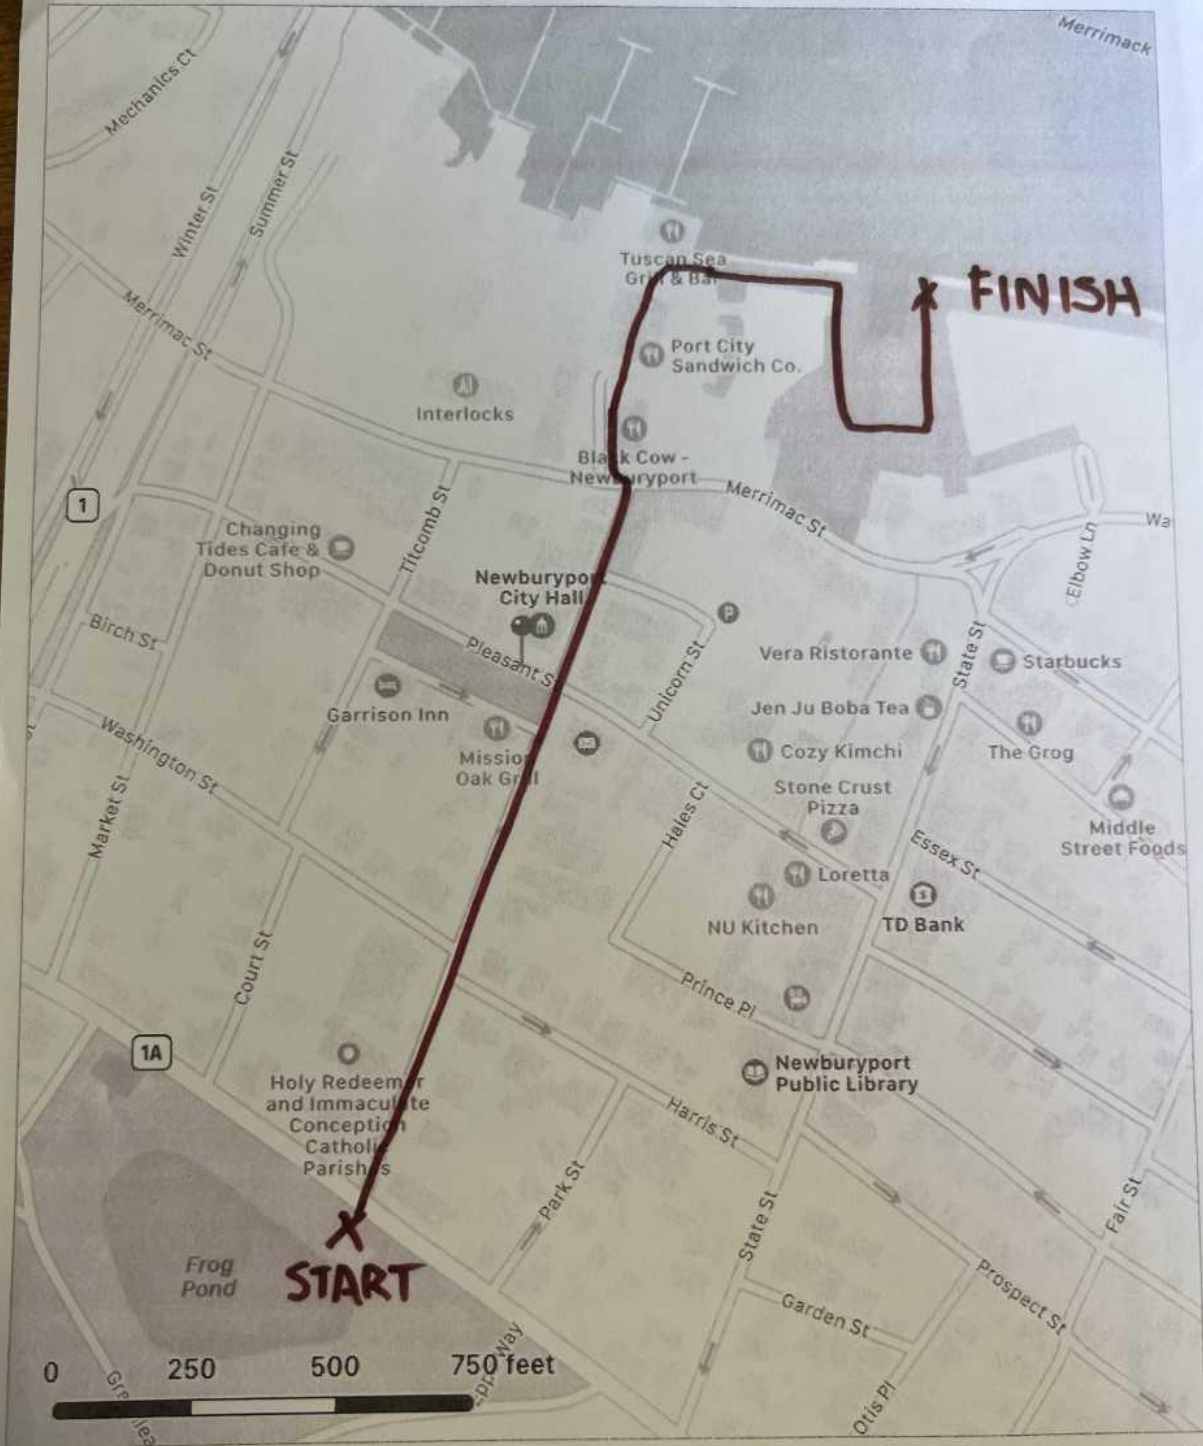 Merrimack
Mechanics Ct
Winter St
Summer St
Tuscan Sea
Grill & Bar
FINISH
Merrimac St
Port City
Sandwich Co.
Interlocks
Black Cow -
Newburyport
1
Titcomb St
Merrimac St
Wa
Changing
Tides Cafe &
Donut Shop
Elbow Ln
Newburyport
City Hall
P
Birch St
Pleasant St
Unicorn St
Vera Ristorante
State St
Starbucks
Garrison Inn
Jen Ju Boba Tea
Washington St
Mission
Oak Grill
Cozy Kimchi
The Grog
Stone Crust
Pizza
Market St
Hales Ct
Middle
Street Foods
Essex St
Loretta
NU Kitchen
TD Bank
Court St
Prince Pl
1A
Holy Redeemer
and Immaculate
Conception
Catholic
Parishes
Newburyport
Public Library
Harris St
Park St
State St
Fair St
Frog
Pond
START
Prospect St
Garden St
0 250 500 750 feet
Way
Otis Pl